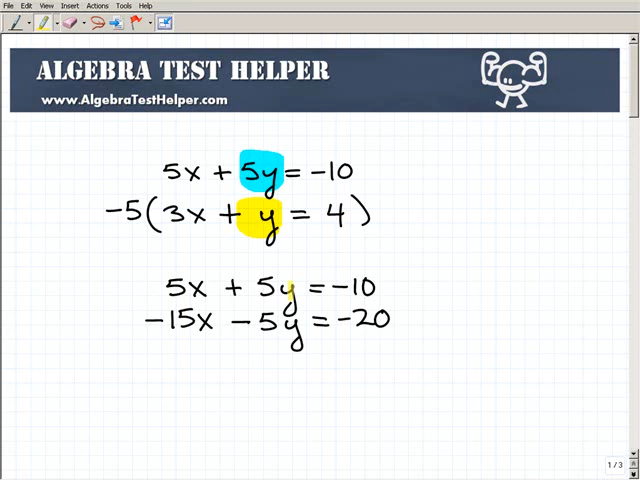 File Edit View Insert Actions Tools Help
ALGEBRA TEST HELPER
www.AlgebraTestHelper.com
5x + 5y = -10
-5(3x + y = 4)
5x + 5y = -10
-15x - 5y = -20
1/3